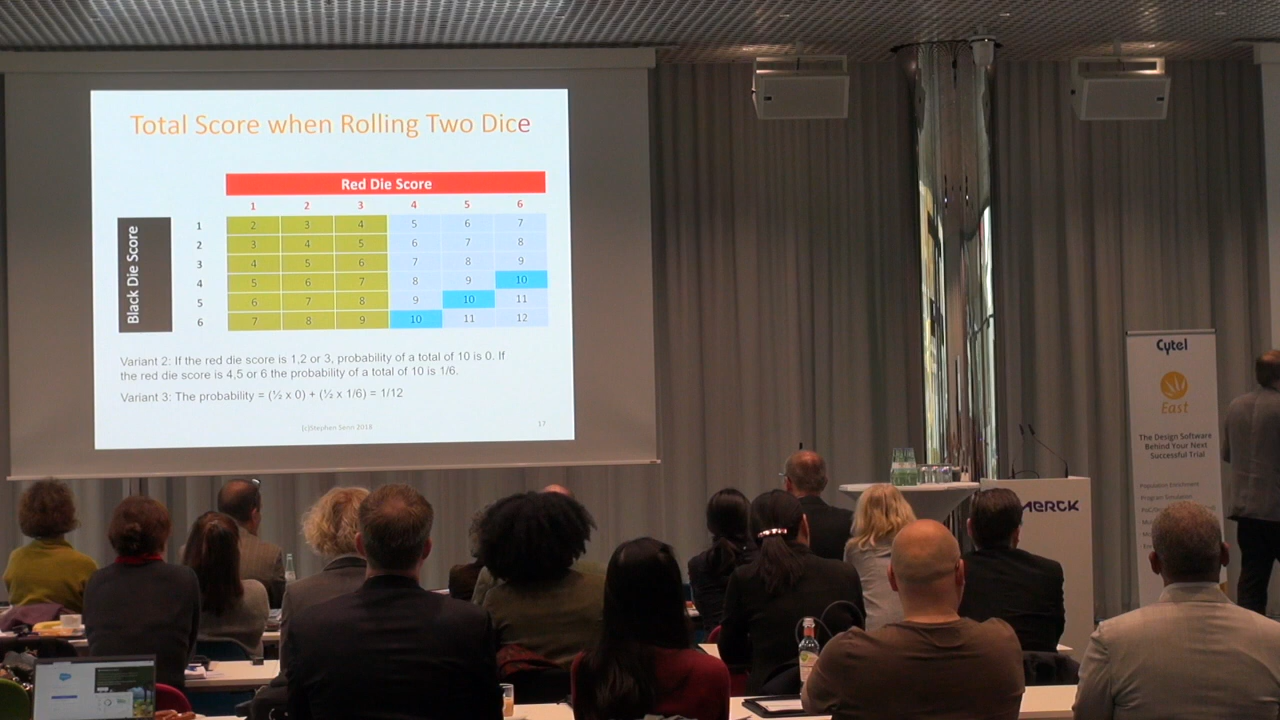 Total Score when Rolling Two Dice
Red Die Score
1 2 3 4 5 6
Black Die Score
1 2 3 4 5 6 7
2 3 4 5 6 7 8
3 4 5 6 7 8 9
4 5 6 7 8 9 10
5 6 7 8 9 10 11
6 7 8 9 10 11 12
Variant 2: If the red die score is 1,2 or 3, probability of a total of 10 is 0. If
the red die score is 4,5 or 6 the probability of a total of 10 is 1/6.
Variant 3: The probability = (½ x 0) + (½ x 1/6) = 1/12
(c)Stephen Senn 2018
17
Cytel
East
The Design Software
Behind Your Next
Successful Trial
Population Enrichment
Program Simulation
MERCK